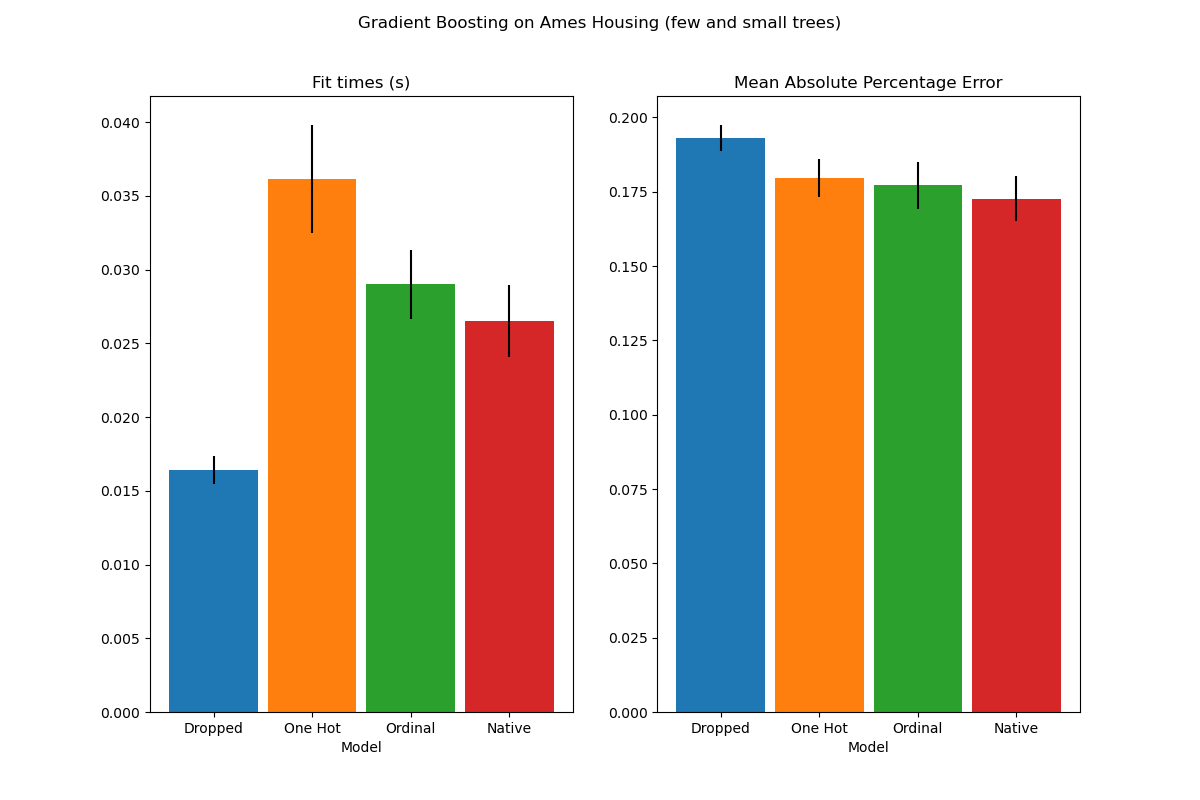 Gradient Boosting on Ames Housing (few and small trees)
Fit times (s)
0.040
0.035
0.030
0.025
0.020
0.015
0.010
0.005
0.000
Dropped One Hot Ordinal Native
Model
Mean Absolute Percentage Error
0.200
0.175
0.150
0.125
0.100
0.075
0.050
0.025
0.000
Dropped One Hot Ordinal Native
Model